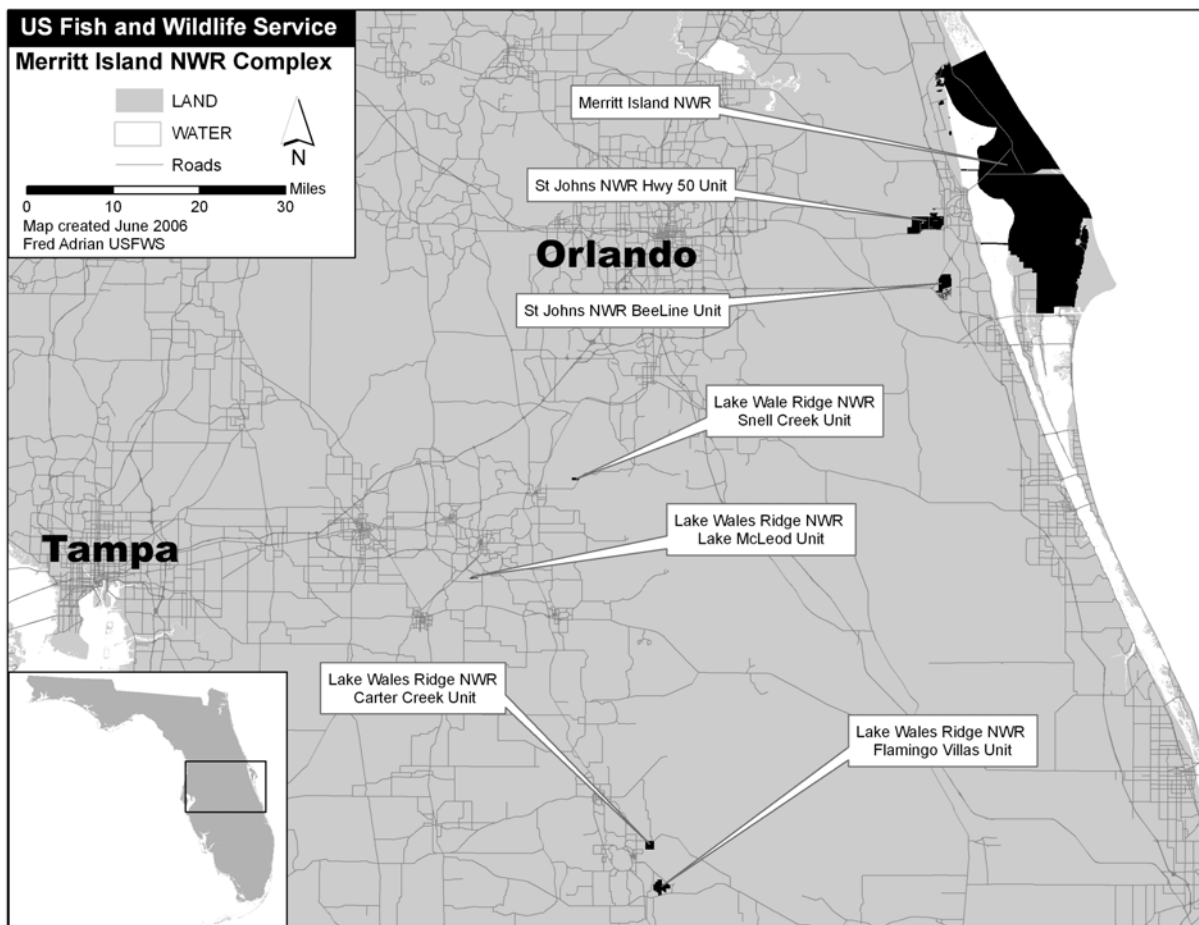 US Fish and Wildlife Service
Merritt Island NWR Complex
LAND
WATER
Roads
N
Miles
0 10 20 30
Map created June 2006
Fred Adrian USFWS
Merritt Island NWR
St Johns NWR Hwy 50 Unit
Orlando
St Johns NWR BeeLine Unit
Lake Wale Ridge NWR
Snell Creek Unit
Lake Wales Ridge NWR
Lake McLeod Unit
Tampa
Lake Wales Ridge NWR
Carter Creek Unit
Lake Wales Ridge NWR
Flamingo Villas Unit